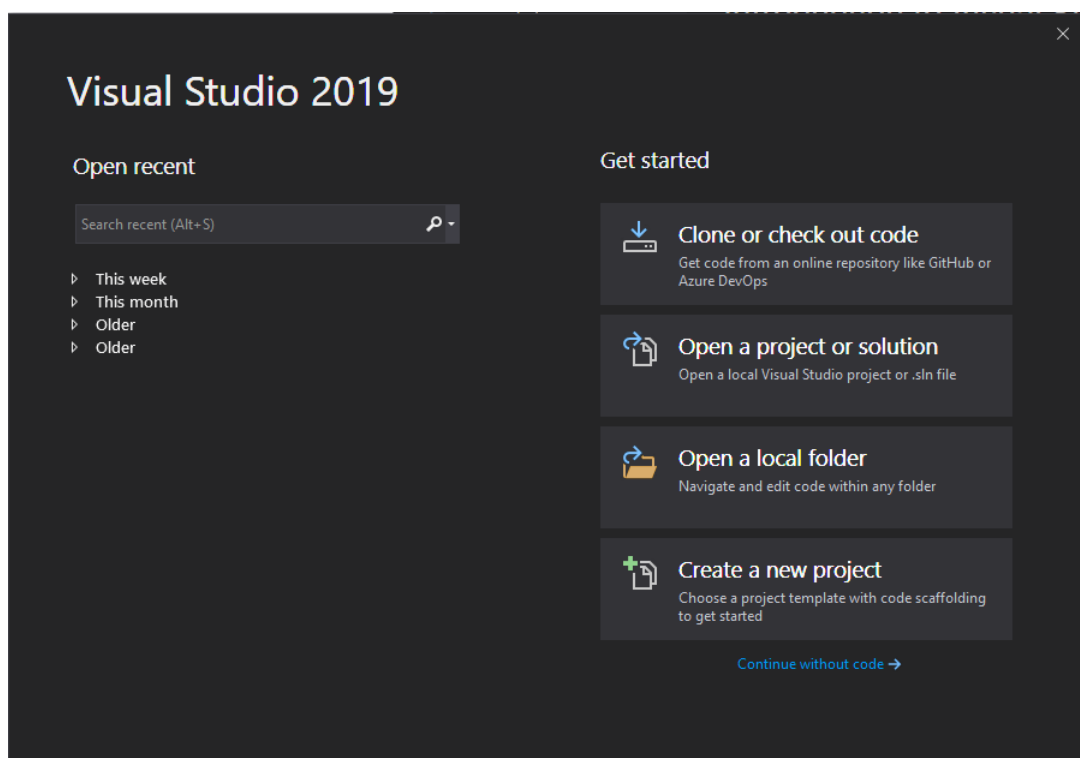 Visual Studio 2019
Open recent
Search recent (Alt+S)
This week
This month
Older
Older
Get started
Clone or check out code
Get code from an online repository like GitHub or
Azure DevOps
Open a project or solution
Open a local Visual Studio project or .sln file
Open a local folder
Navigate and edit code within any folder
Create a new project
Choose a project template with code scaffolding
to get started
Continue without code